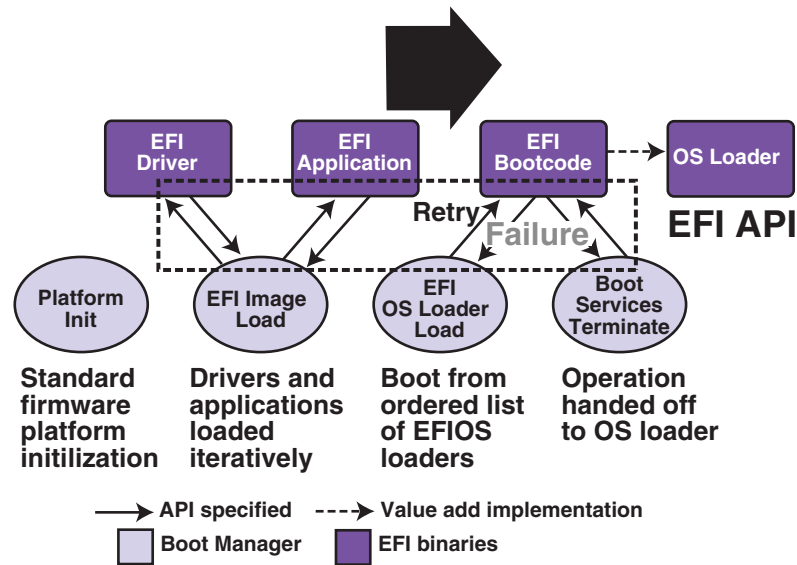 EFI
Driver
EFI
Application
EFI
Bootcode
OS Loader
Retry
Failure
EFI API
Platform
Init
EFI Image
Load
EFI
OS Loader
Load
Boot
Services
Terminate
Standard
firmware
platform
initilization
Drivers and
applications
loaded
iteratively
Boot from
ordered list
of EFIOS
loaders
Operation
handed off
to OS loader
API specified
Value add implementation
Boot Manager
EFI binaries